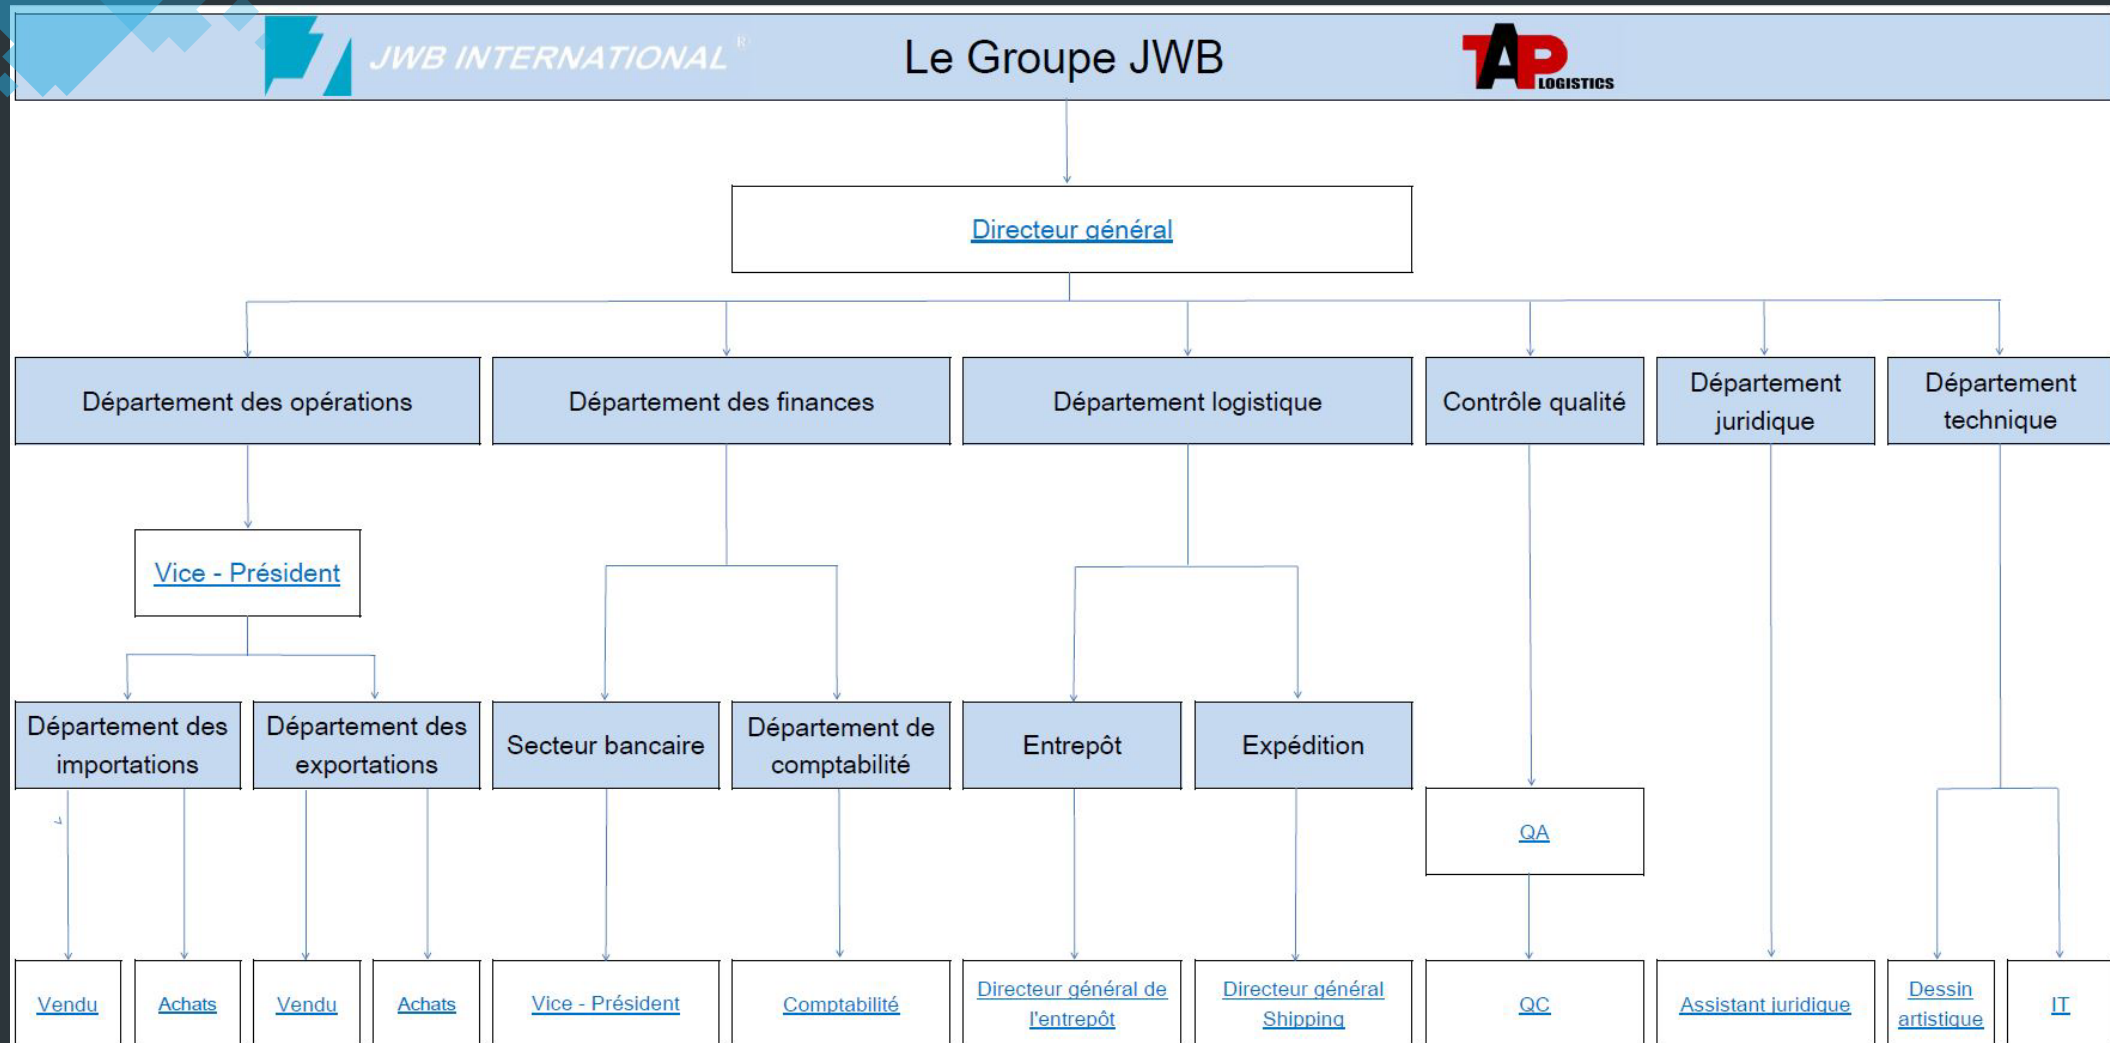 JWB INTERNATIONAL®
Le Groupe JWB
TAP
LOGISTICS
Directeur général
Département des opérations
Département des finances
Département logistique
Contrôle qualité
Département
juridique
Département
technique
Vice - Président
Département des
importations
Département des
exportations
Secteur bancaire
Département de
comptabilité
Entrepôt
Expédition
QA
Vendu
Achats
Vendu
Achats
Vice - Président
Comptabilité
Directeur général de
l'entrepôt
Directeur général
Shipping
QC
Assistant juridique
Dessin
artistique
IT